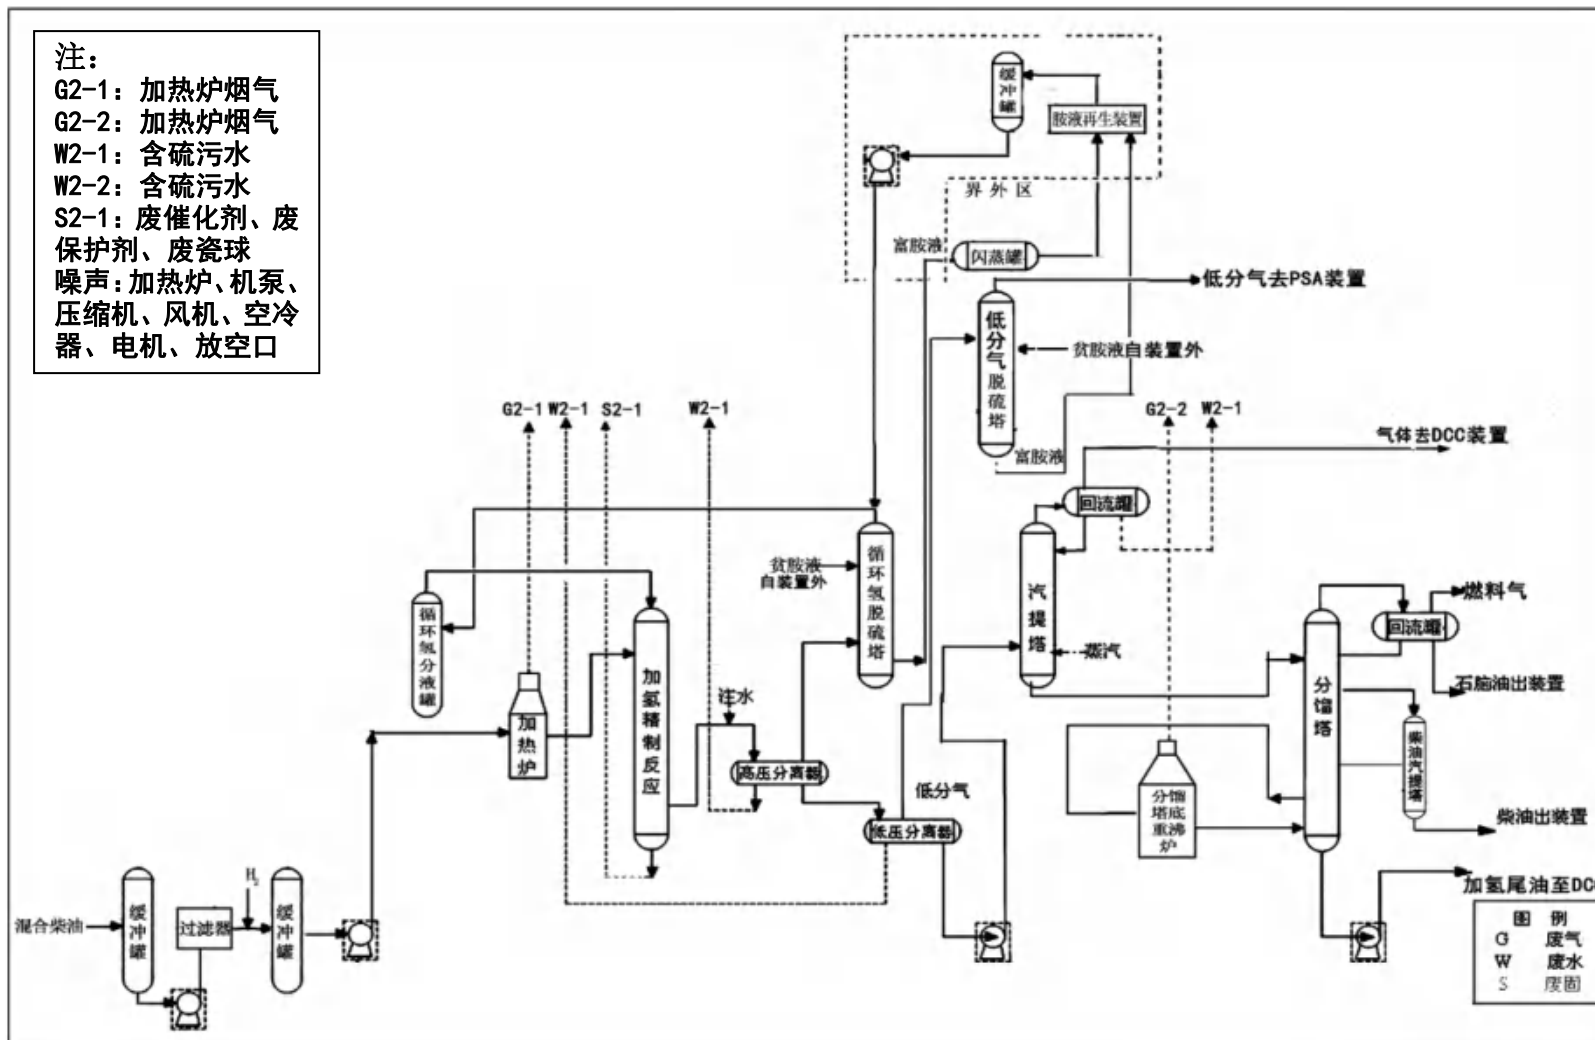 注：
G2-1：加热炉烟气
G2-2：加热炉烟气
W2-1：含硫污水
W2-2：含硫污水
S2-1：废催化剂、废
保护剂、废瓷球
噪声：加热炉、机泵、
压缩机、风机、空冷
器、电机、放空口
缓冲罐
胺液再生装置
界外区
富胺液
闪蒸罐
低分气去PSA装置
低分气脱硫塔
贫胺液自装置外
富胺液
G2-1
W2-1
S2-1
W2-1
G2-2
W2-1
气体去DCC装置
回流罐
贫胺液
自装置外
循环氢脱硫塔
汽提塔
蒸汽
循环氢分液罐
加氢精制反应
加热炉
注水
高压分离器
低分气
低压分离器
燃料气
回流罐
石脑油出装置
分馏塔
柴油汽提塔
分馏
塔底
重沸
炉
柴油出装置
加氢尾油至DC
混合柴油
缓冲罐
过滤器
H₂
缓冲罐
图 例
G 废气
W 废水
S 废固